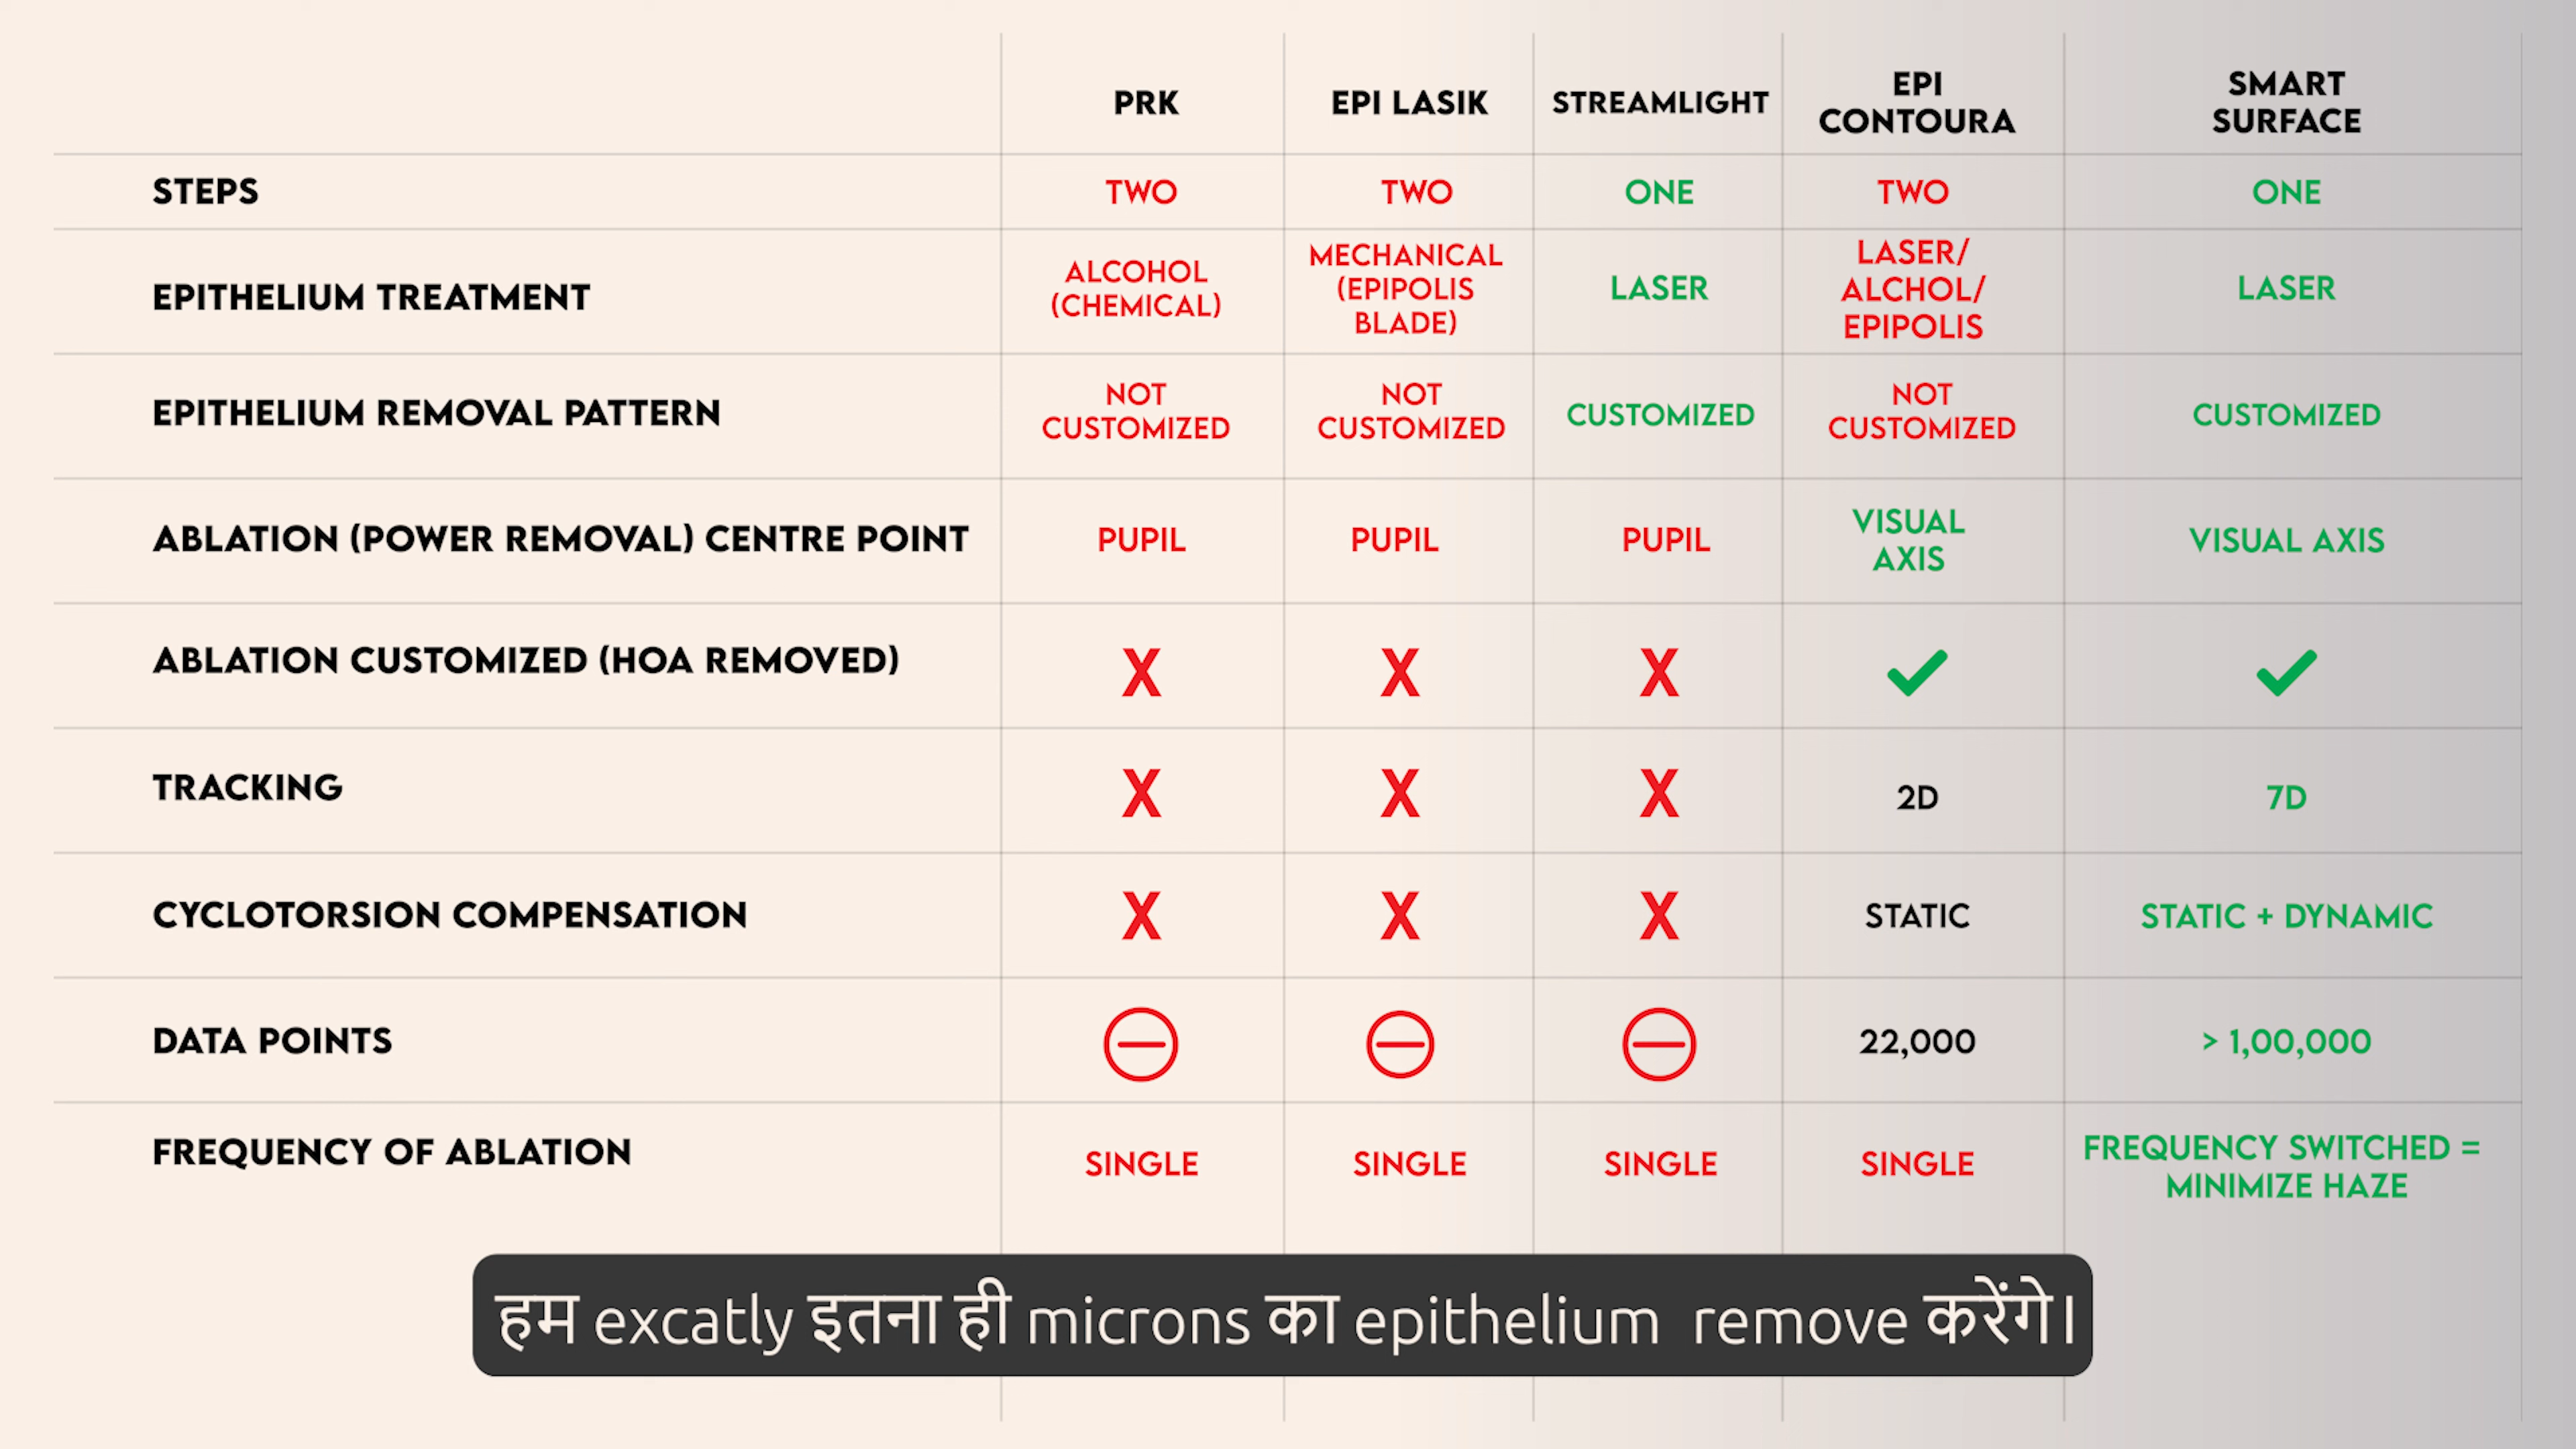 PRK EPI LASIK STREAMLIGHT EPI CONTOURA SMART SURFACE
STEPS TWO TWO ONE TWO ONE
EPITHELIUM TREATMENT ALCOHOL (CHEMICAL) MECHANICAL (EPIPOLIS BLADE) LASER LASER/ ALCHOL/ EPIPOLIS LASER
EPITHELIUM REMOVAL PATTERN NOT CUSTOMIZED NOT CUSTOMIZED CUSTOMIZED NOT CUSTOMIZED CUSTOMIZED
ABLATION (POWER REMOVAL) CENTRE POINT PUPIL PUPIL PUPIL VISUAL AXIS VISUAL AXIS
ABLATION CUSTOMIZED (HOA REMOVED) X X X ✓ ✓
TRACKING X X X 2D 7D
CYCLOTORSION COMPENSATION X X X STATIC STATIC + DYNAMIC
DATA POINTS 22,000 > 1,00,000
FREQUENCY OF ABLATION SINGLE SINGLE SINGLE SINGLE FREQUENCY SWITCHED = MINIMIZE HAZE
हम excatly इतना ही microns का epithelium remove करेंगे।